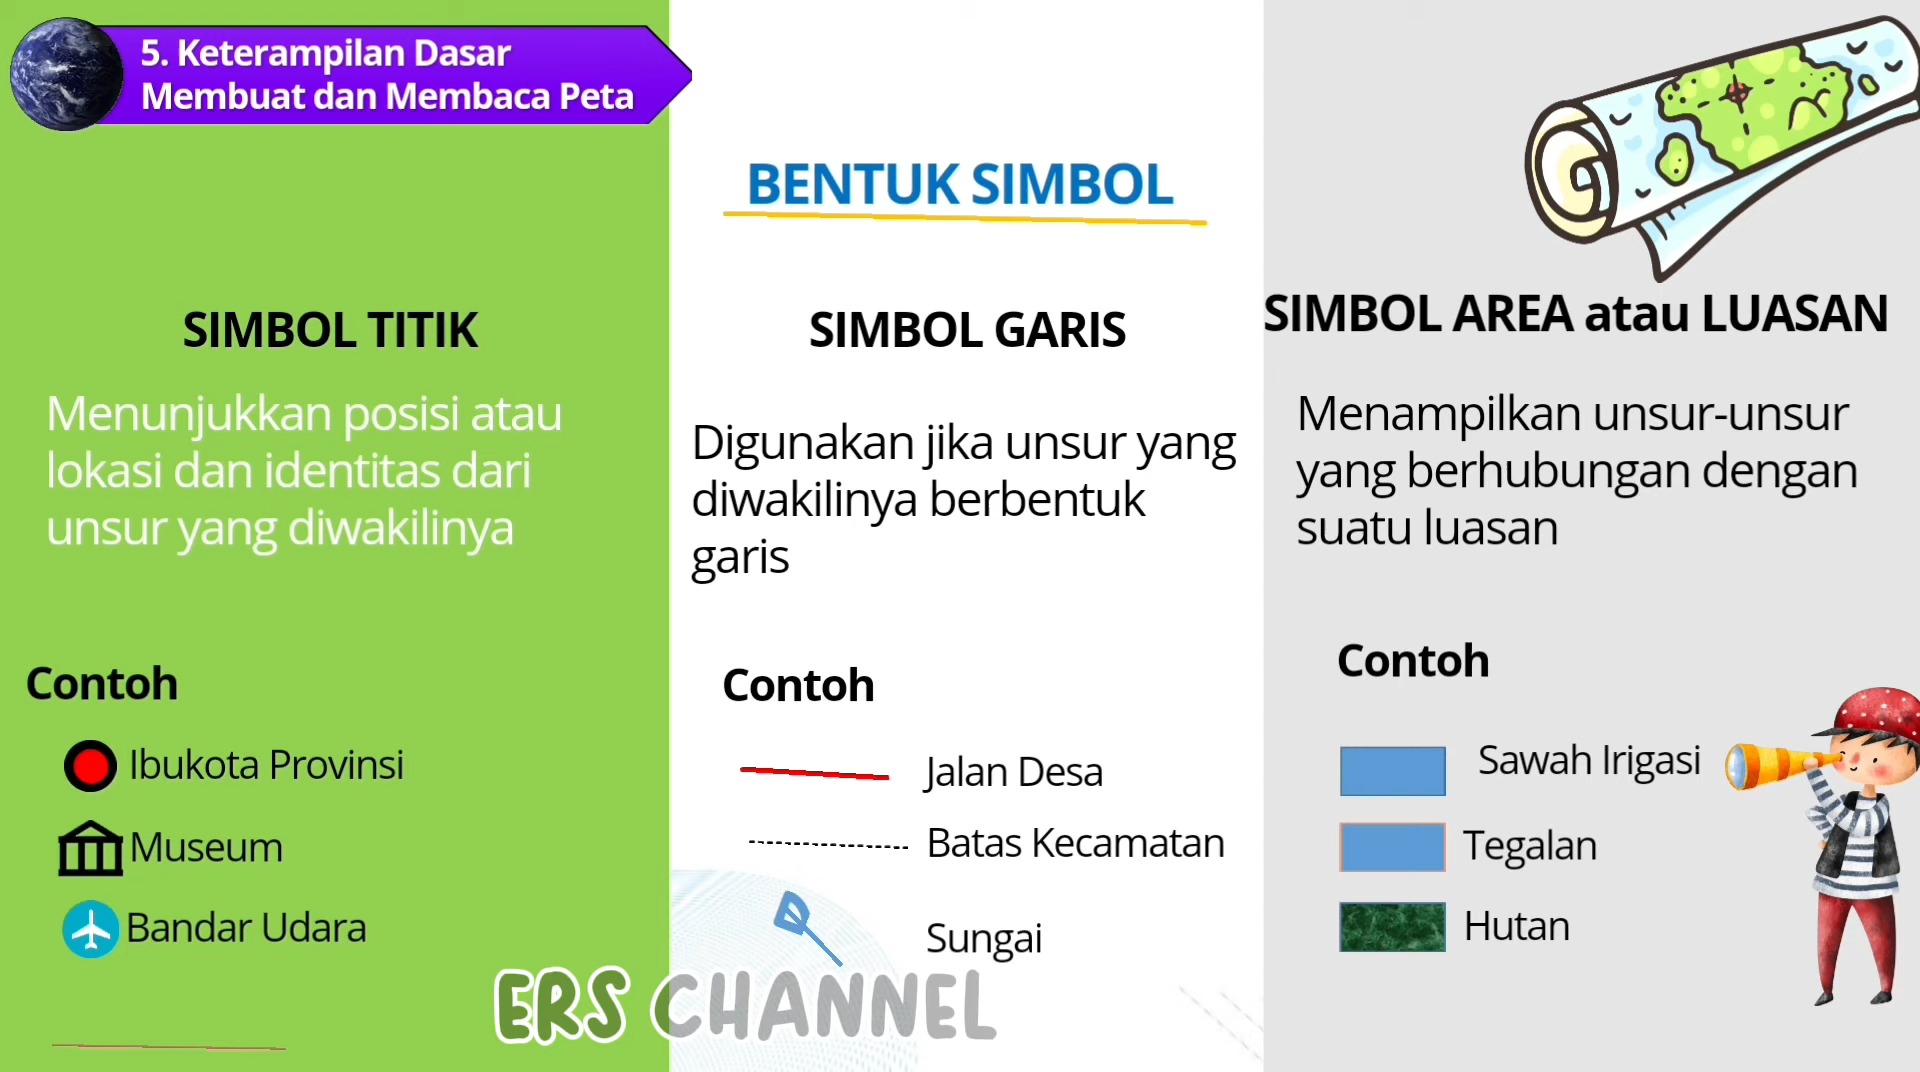 5. Keterampilan Dasar
Membuat dan Membaca Peta
BENTUK SIMBOL
SIMBOL TITIK
Menunjukkan posisi atau
lokasi dan identitas dari
unsur yang diwakilinya
Contoh
Ibukota Provinsi
Museum
Bandar Udara
SIMBOL GARIS
Digunakan jika unsur yang
diwakilinya berbentuk
garis
Contoh
Jalan Desa
Batas Kecamatan
Sungai
SIMBOL AREA atau LUASAN
Menampilkan unsur-unsur
yang berhubungan dengan
suatu luasan
Contoh
Sawah Irigasi
Tegalan
Hutan
ERS CHANNEL